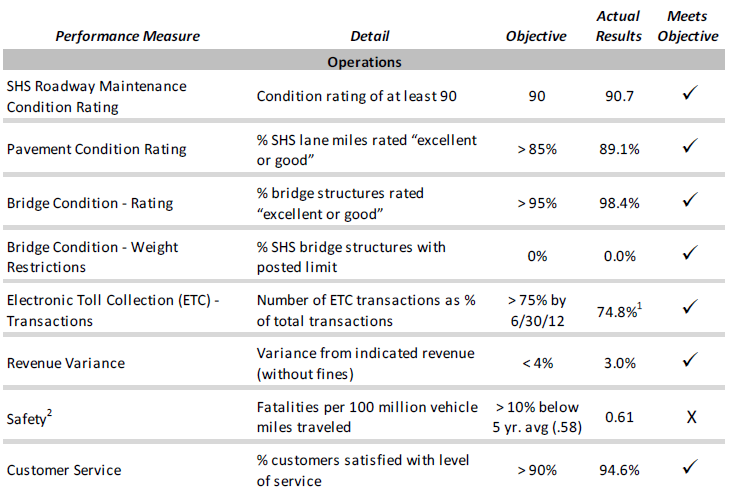 Performance Measure Detail Objective Actual Results Meets Objective
Operations
SHS Roadway Maintenance Condition Rating Condition rating of at least 90 90 90.7 ✓
Pavement Condition Rating % SHS lane miles rated “excellent or good” > 85% 89.1% ✓
Bridge Condition - Rating % bridge structures rated “excellent or good” > 95% 98.4% ✓
Bridge Condition - Weight Restrictions % SHS bridge structures with posted limit 0% 0.0% ✓
Electronic Toll Collection (ETC) - Transactions Number of ETC transactions as % of total transactions > 75% by 6/30/12 74.8%1 ✓
Revenue Variance Variance from indicated revenue (without fines) < 4% 3.0% ✓
Safety2 Fatalities per 100 million vehicle miles traveled > 10% below 5 yr. avg (.58) 0.61 X
Customer Service % customers satisfied with level of service > 90% 94.6% ✓